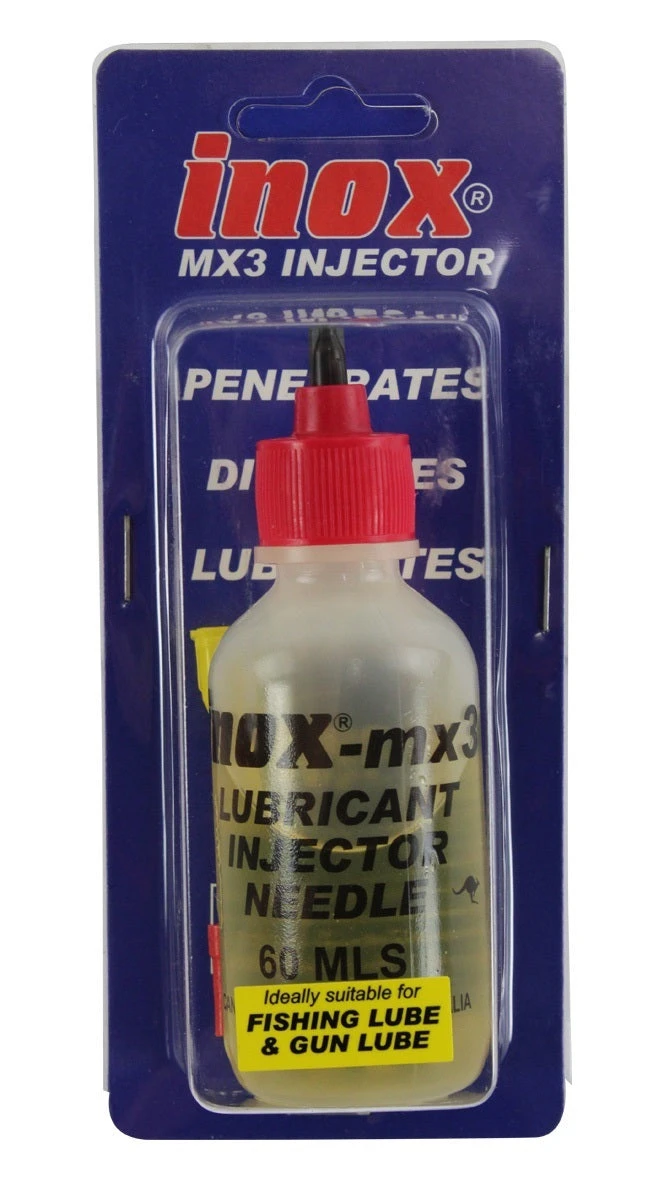 inox®
MX3 INJECTOR
inox®-mx3
LUBRICANT
INJECTOR
NEEDLE
60 MLS
Ideally suitable for
FISHING LUBE
& GUN LUBE